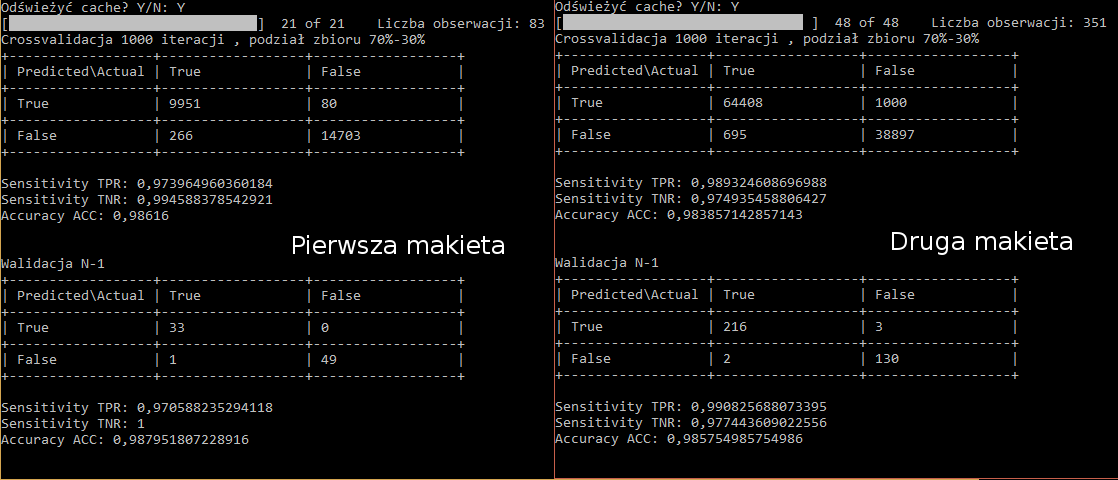 Odświeżyć cache? Y/N: Y
[ ] 21 of 21 Liczba obserwacji: 83
Crossvalidacja 1000 iteracji , podział zbioru 70%-30%
+------------------+------------------+------------------+
| Predicted\Actual | True | False |
+------------------+------------------+------------------+
| True | 9951 | 80 |
+------------------+------------------+------------------+
| False | 266 | 14703 |
+------------------+------------------+------------------+
Sensitivity TPR: 0,973964960360184
Sensitivity TNR: 0,994588378542921
Accuracy ACC: 0,98616
Pierwsza makieta
Walidacja N-1
+------------------+------------------+------------------+
| Predicted\Actual | True | False |
+------------------+------------------+------------------+
| True | 33 | 0 |
+------------------+------------------+------------------+
| False | 1 | 49 |
+------------------+------------------+------------------+
Sensitivity TPR: 0,970588235294118
Sensitivity TNR: 1
Accuracy ACC: 0,987951807228916
Odświeżyć cache? Y/N: Y
[ ] 48 of 48 Liczba obserwacji: 351
Crossvalidacja 1000 iteracji , podział zbioru 70%-30%
+------------------+------------------+------------------+
| Predicted\Actual | True | False |
+------------------+------------------+------------------+
| True | 64408 | 1000 |
+------------------+------------------+------------------+
| False | 695 | 38897 |
+------------------+------------------+------------------+
Sensitivity TPR: 0,989324608696988
Sensitivity TNR: 0,974935458806427
Accuracy ACC: 0,983857142857143
Druga makieta
Walidacja N-1
+------------------+------------------+------------------+
| Predicted\Actual | True | False |
+------------------+------------------+------------------+
| True | 216 | 3 |
+------------------+------------------+------------------+
| False | 2 | 130 |
+------------------+------------------+------------------+
Sensitivity TPR: 0,990825688073395
Sensitivity TNR: 0,977443609022556
Accuracy ACC: 0,985754985754986